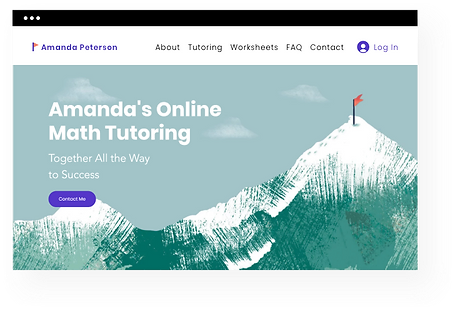 Amanda Peterson
About Tutoring Worksheets FAQ Contact Log In
Amanda's Online
Math Tutoring
Together All the Way
to Success
Contact Me